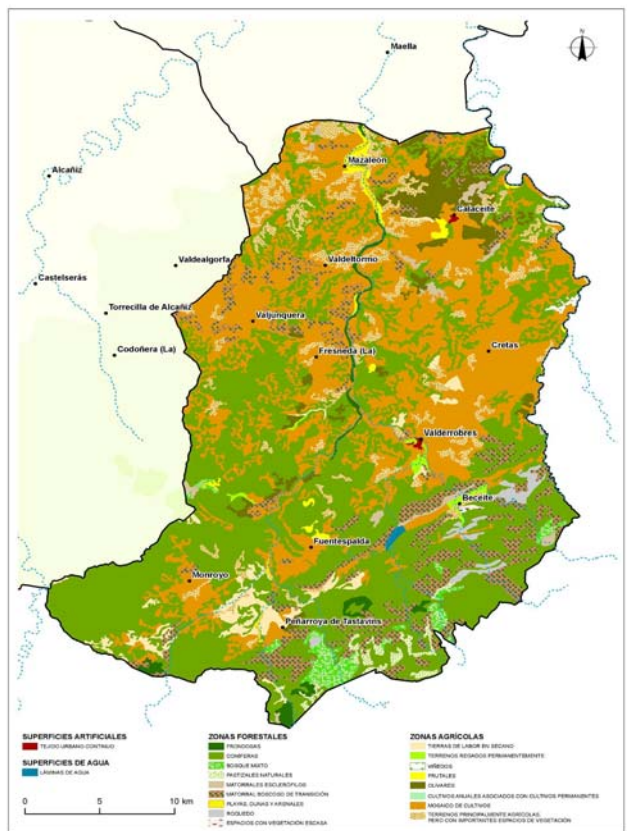 N
Maella
Alcañiz
Mazaleón
Calaceite
Valdealgorfa
Valdeltormo
Castelserás
Torrecilla de Alcañiz
Valjunquera
Codoñera (La)
Fresneda (La)
Cretas
Valderrobres
Beceite
Fuentespalda
Monroyo
Peñarroya de Tastavins
SUPERFICIES ARTIFICIALES
TEJIDO URBANO CONTINUO
SUPERFICIES DE AGUA
LÁMINAS DE AGUA
0 5 10 km
ZONAS FORESTALES
FRONDOSAS
CONÍFERAS
BOSQUE MIXTO
PASTIZALES NATURALES
MATORRALES ESCLERÓFILOS
MATORRAL BOSCOSO DE TRANSICIÓN
PLAYAS, DUNAS Y ARENALES
ROQUEDO
ESPACIOS CON VEGETACIÓN ESCASA
ZONAS AGRÍCOLAS
TIERRAS DE LABOR EN SECANO
TERRENOS REGADOS PERMANENTEMENTE
VIÑEDOS
FRUTALES
OLIVARES
CULTIVOS ANUALES ASOCIADOS CON CULTIVOS PERMANENTES
MOSAICO DE CULTIVOS
TERRENOS PRINCIPALMENTE AGRÍCOLAS,
PERO CON IMPORTANTES ESPACIOS DE VEGETACIÓN